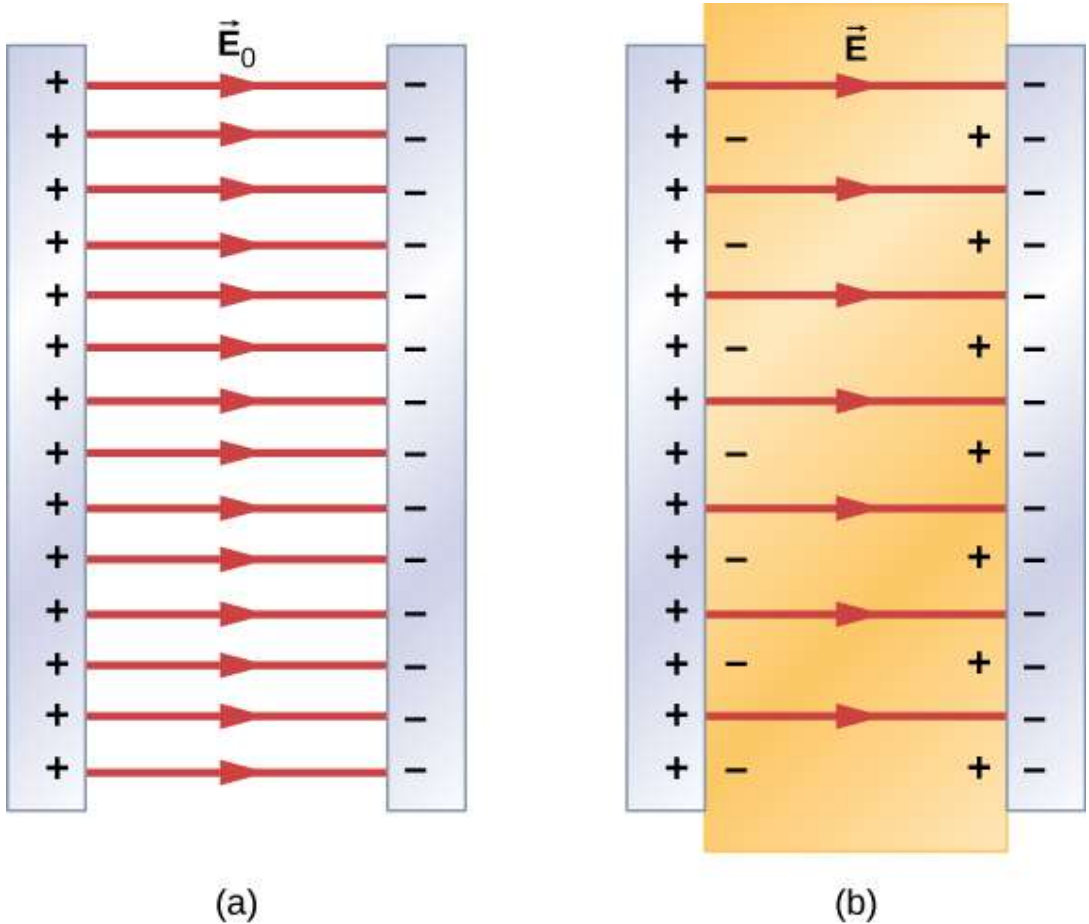 E⃗₀
+ −
+ −
+ −
+ −
+ −
+ −
+ −
+ −
+ −
+ −
+ −
+ −
+ −
+ −
(a)
E⃗
+ −
+ − + −
+ −
+ − + −
+ −
+ − + −
+ −
+ − + −
+ −
+ − + −
+ −
+ − + −
+ −
+ − + −
(b)